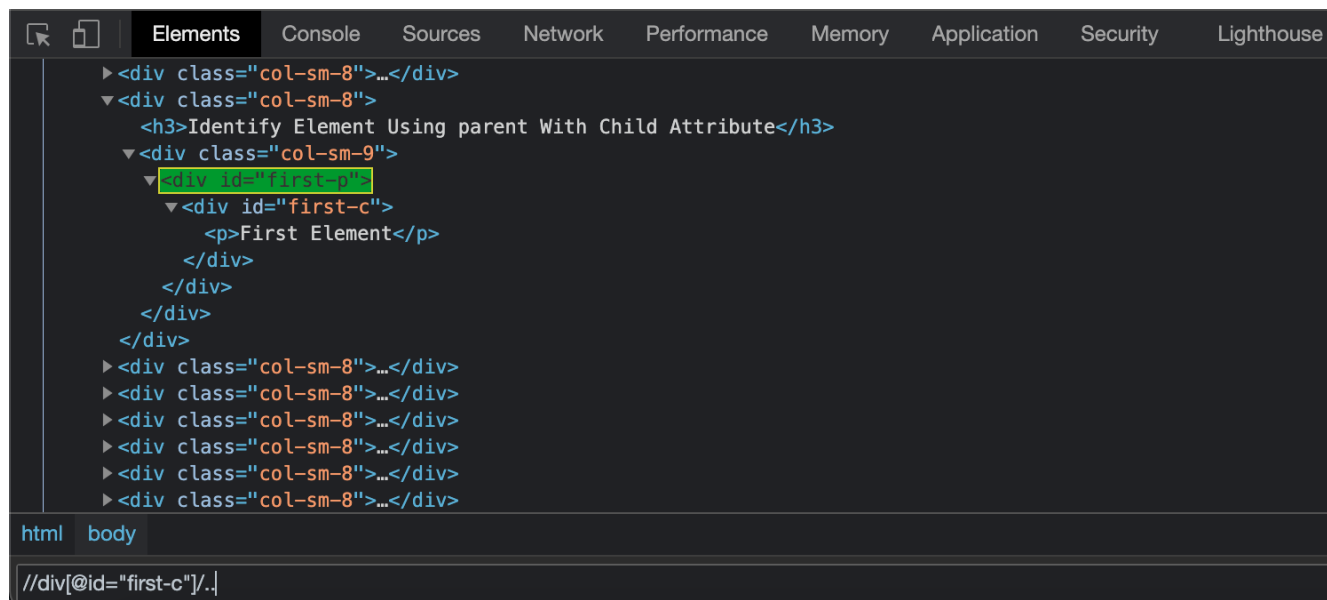 Elements Console Sources Network Performance Memory Application Security Lighthouse
<div class="col-sm-8">…</div>
<div class="col-sm-8">
<h3>Identify Element Using parent With Child Attribute</h3>
<div class="col-sm-9">
<div id="first-p">
<div id="first-c">
<p>First Element</p>
</div>
</div>
</div>
</div>
<div class="col-sm-8">…</div>
<div class="col-sm-8">…</div>
<div class="col-sm-8">…</div>
<div class="col-sm-8">…</div>
<div class="col-sm-8">…</div>
<div class="col-sm-8">…</div>
html body
//div[@id="first-c"]/..